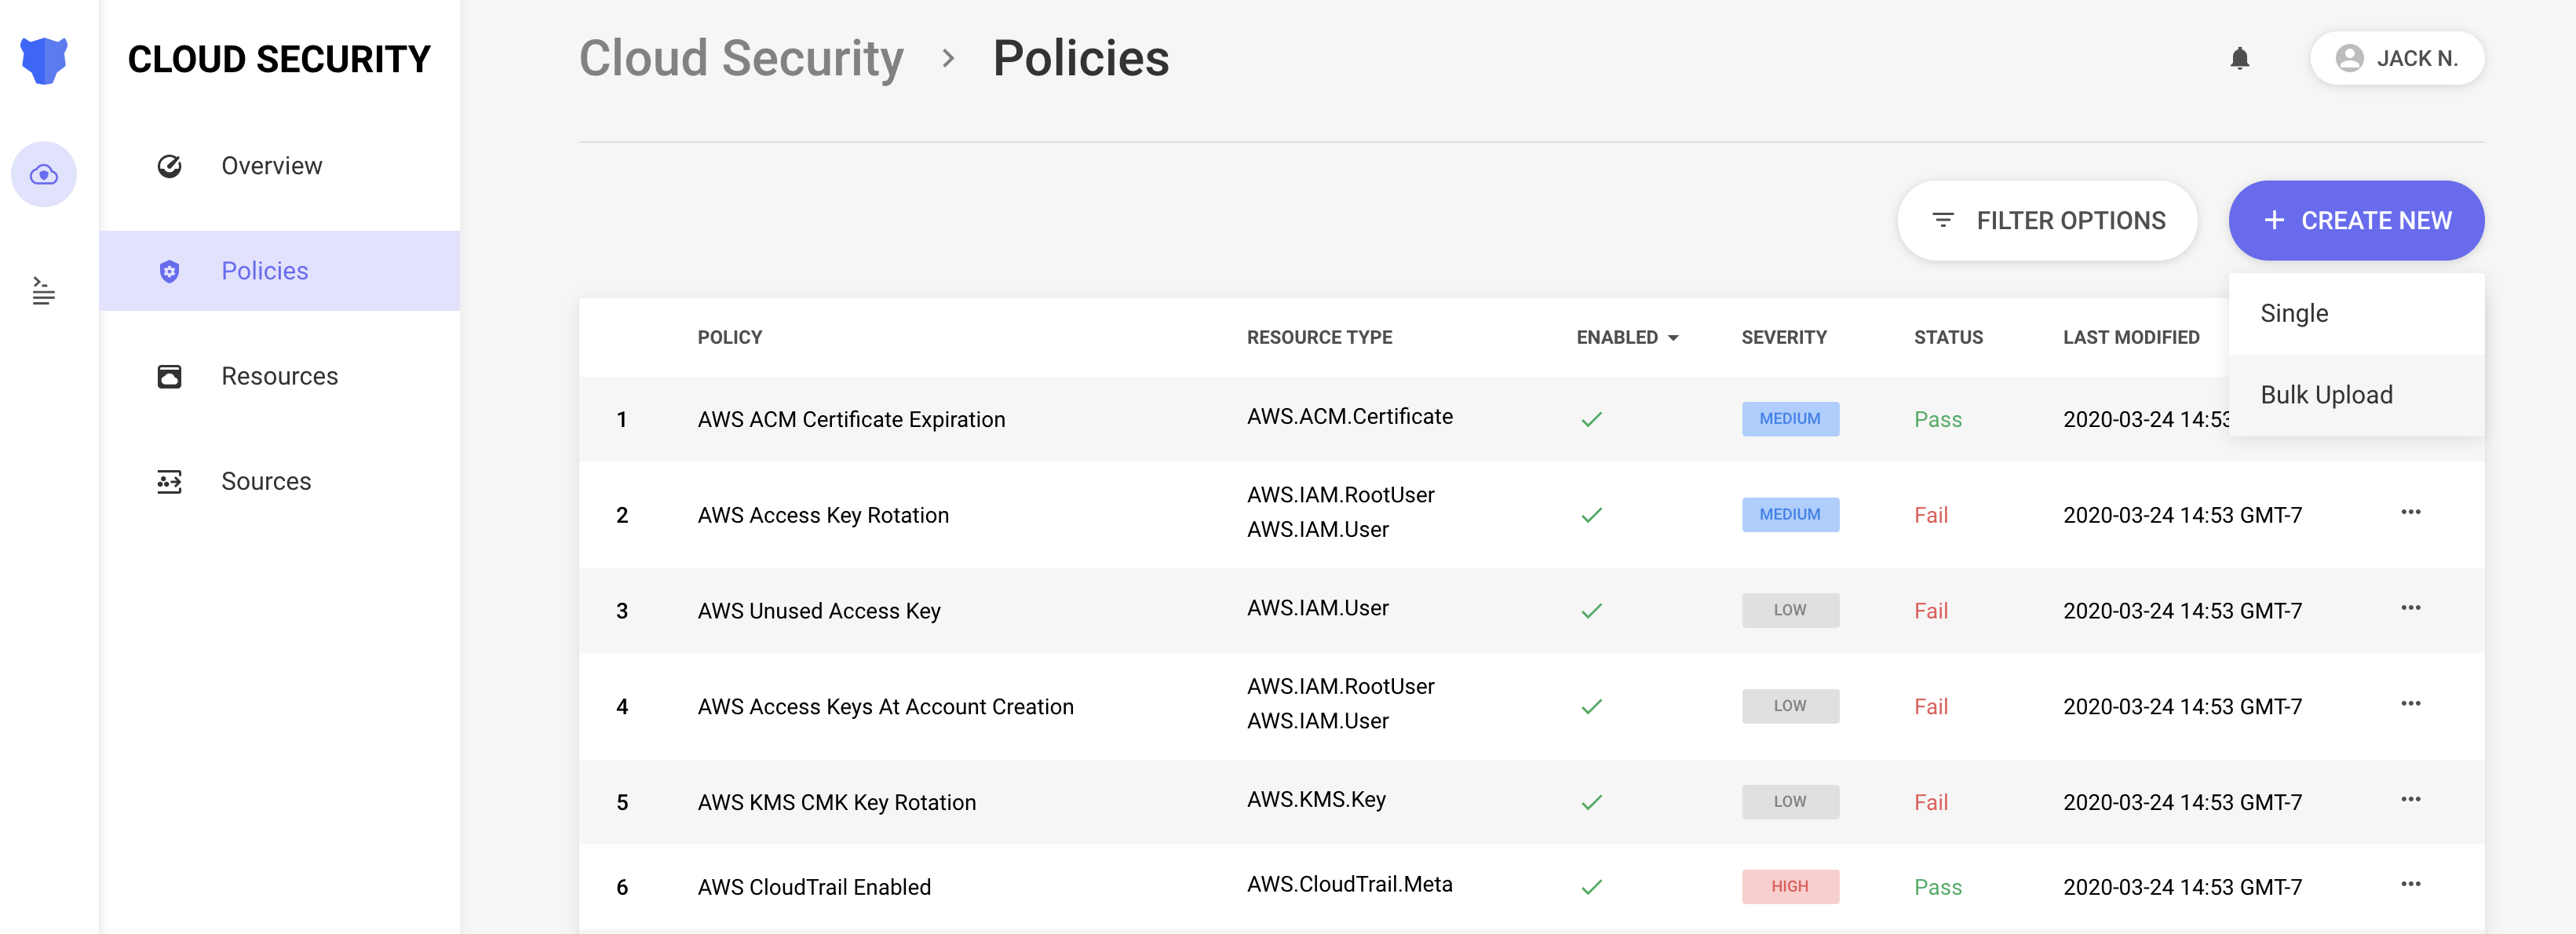 CLOUD SECURITY
Overview
Policies
Resources
Sources
Cloud Security > Policies
JACK N.
FILTER OPTIONS
+ CREATE NEW
Single
Bulk Upload
POLICY RESOURCE TYPE ENABLED SEVERITY STATUS LAST MODIFIED
1 AWS ACM Certificate Expiration AWS.ACM.Certificate MEDIUM Pass 2020-03-24 14:53
2 AWS Access Key Rotation AWS.IAM.RootUser MEDIUM Fail 2020-03-24 14:53 GMT-7
AWS.IAM.User
3 AWS Unused Access Key AWS.IAM.User LOW Fail 2020-03-24 14:53 GMT-7
4 AWS Access Keys At Account Creation AWS.IAM.RootUser LOW Fail 2020-03-24 14:53 GMT-7
AWS.IAM.User
5 AWS KMS CMK Key Rotation AWS.KMS.Key LOW Fail 2020-03-24 14:53 GMT-7
6 AWS CloudTrail Enabled AWS.CloudTrail.Meta HIGH Pass 2020-03-24 14:53 GMT-7